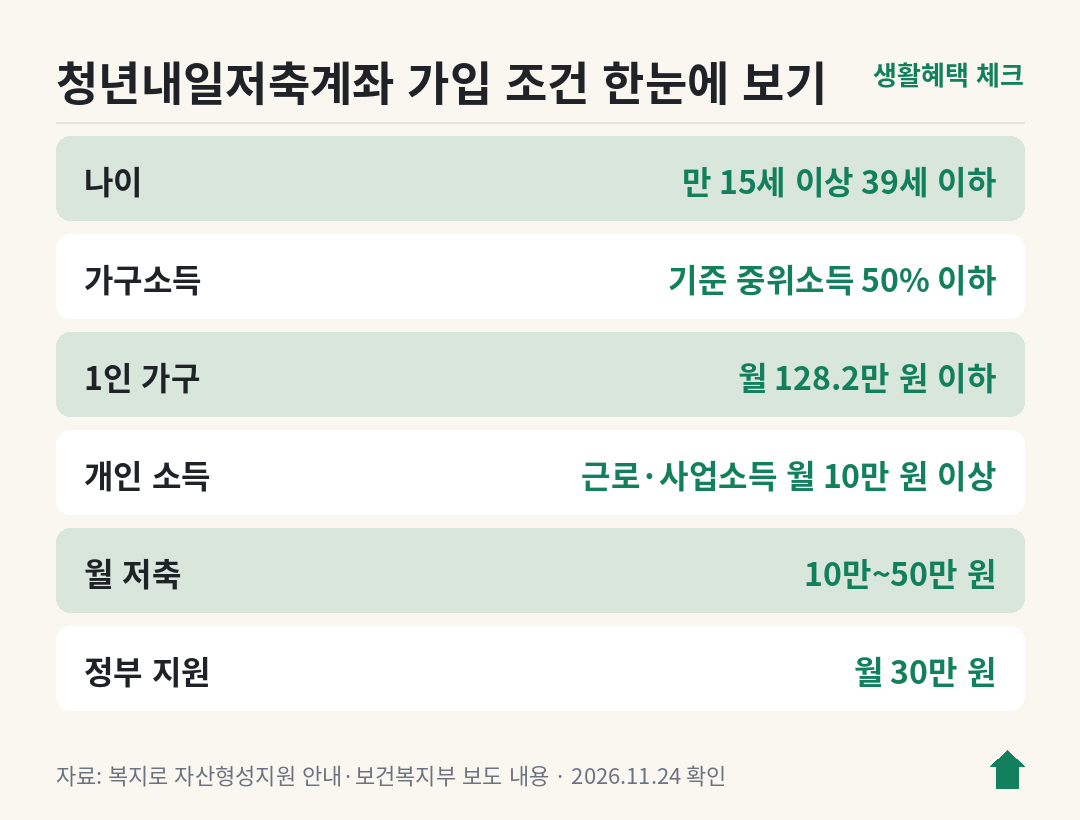 청년내일저축계좌 가입 조건 한눈에 보기
생활혜택 체크
나이 만 15세 이상 39세 이하
가구소득 기준 중위소득 50% 이하
1인 가구 월 128.2만 원 이하
개인 소득 근로·사업소득 월 10만 원 이상
월 저축 10만~50만 원
정부 지원 월 30만 원
자료: 복지로 자산형성지원 안내·보건복지부 보도 내용 · 2026.11.24 확인